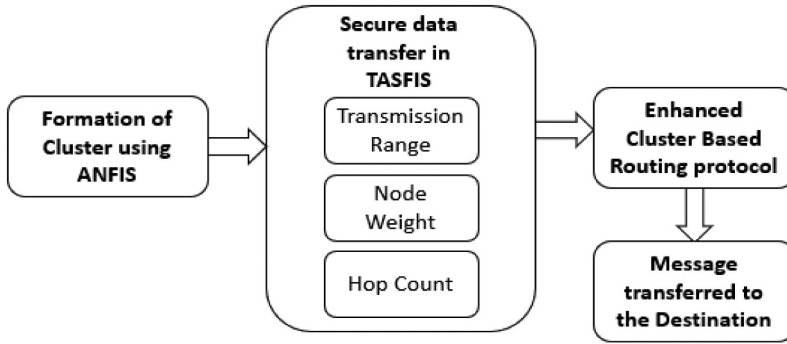 Formation of
Cluster using
ANFIS
Secure data
transfer in
TASFIS
Transmission
Range
Node
Weight
Hop Count
Enhanced
Cluster Based
Routing protocol
Message
transferred to
the Destination